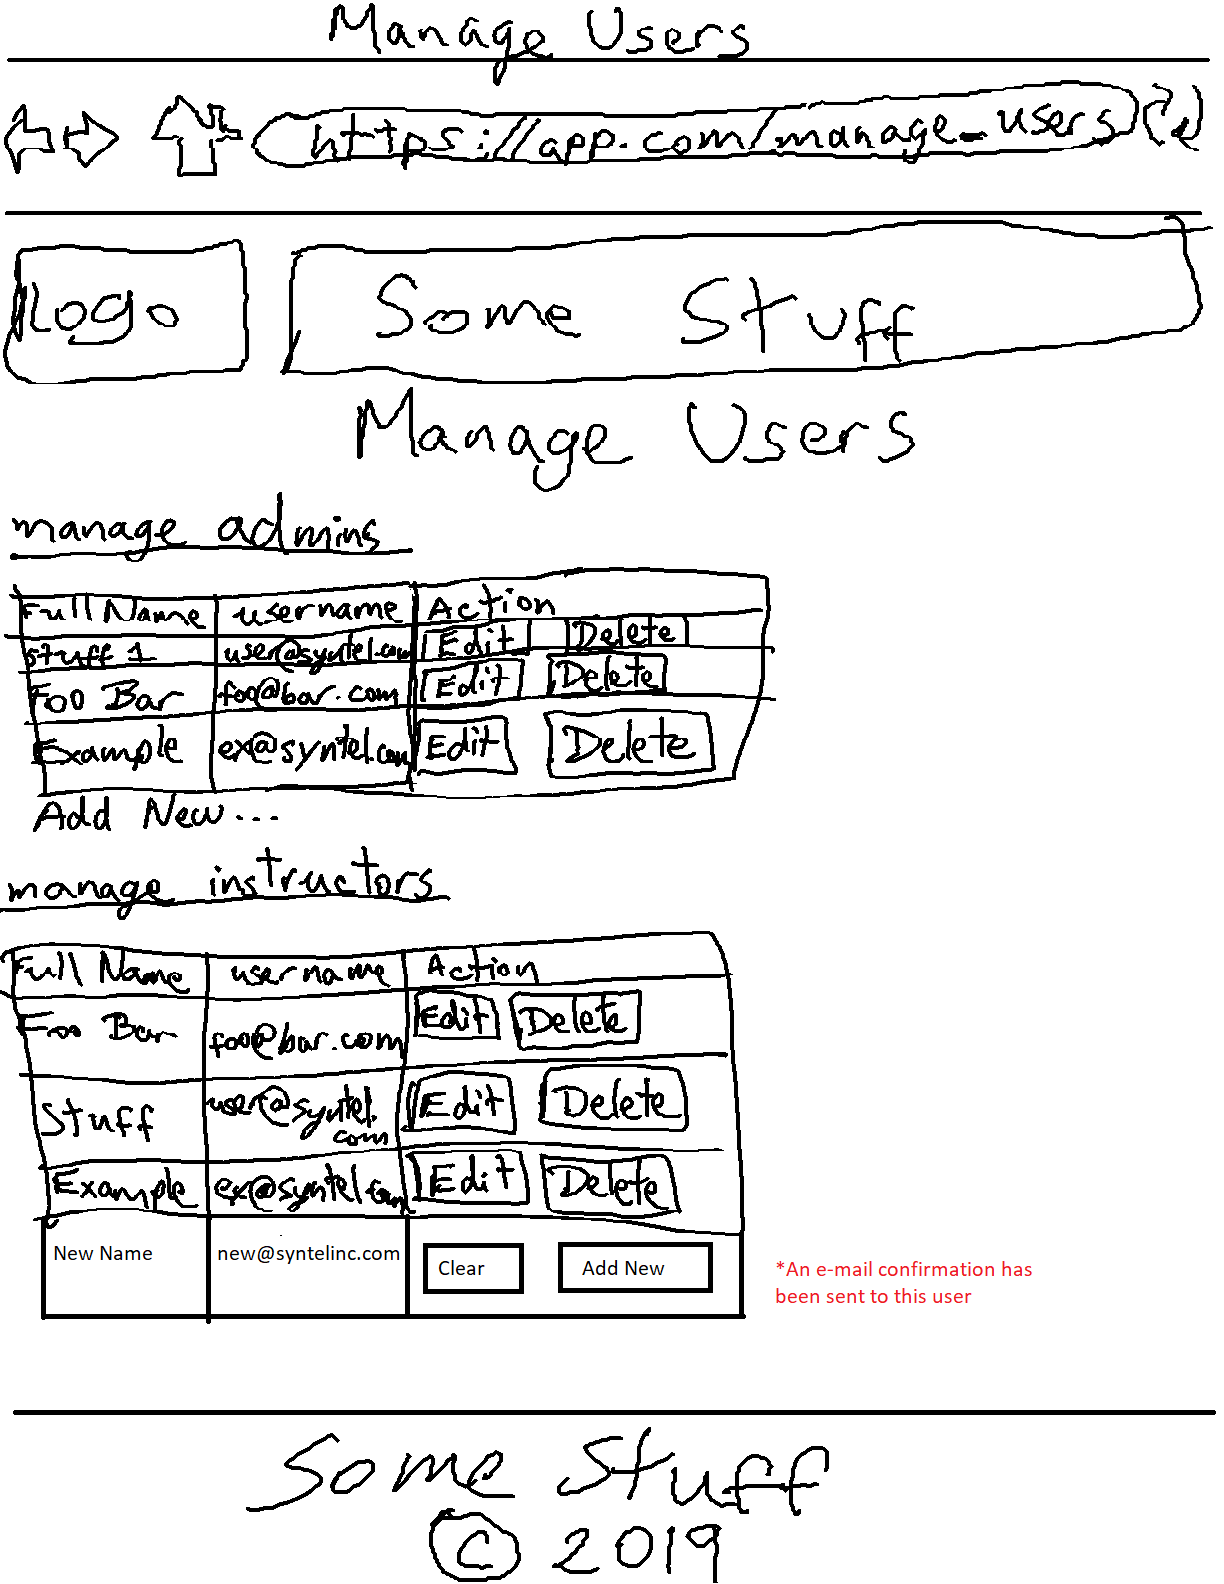 Manage Users
https://app.com/manage_users
Logo
Some Stuff
Manage Users
manage admins
Full Name username Action
Stuff 1 user@syntel.com Edit Delete
Foo Bar foo@bar.com Edit Delete
Example ex@syntel.com Edit Delete
Add New...
manage instructors
Full Name username Action
Foo Bar foo@bar.com Edit Delete
Stuff user@syntel. Edit Delete
com
Example ex@syntel.com Edit Delete
New Name new@syntelinc.com Clear Add New
*An e-mail confirmation has
been sent to this user
Some Stuff
© 2019